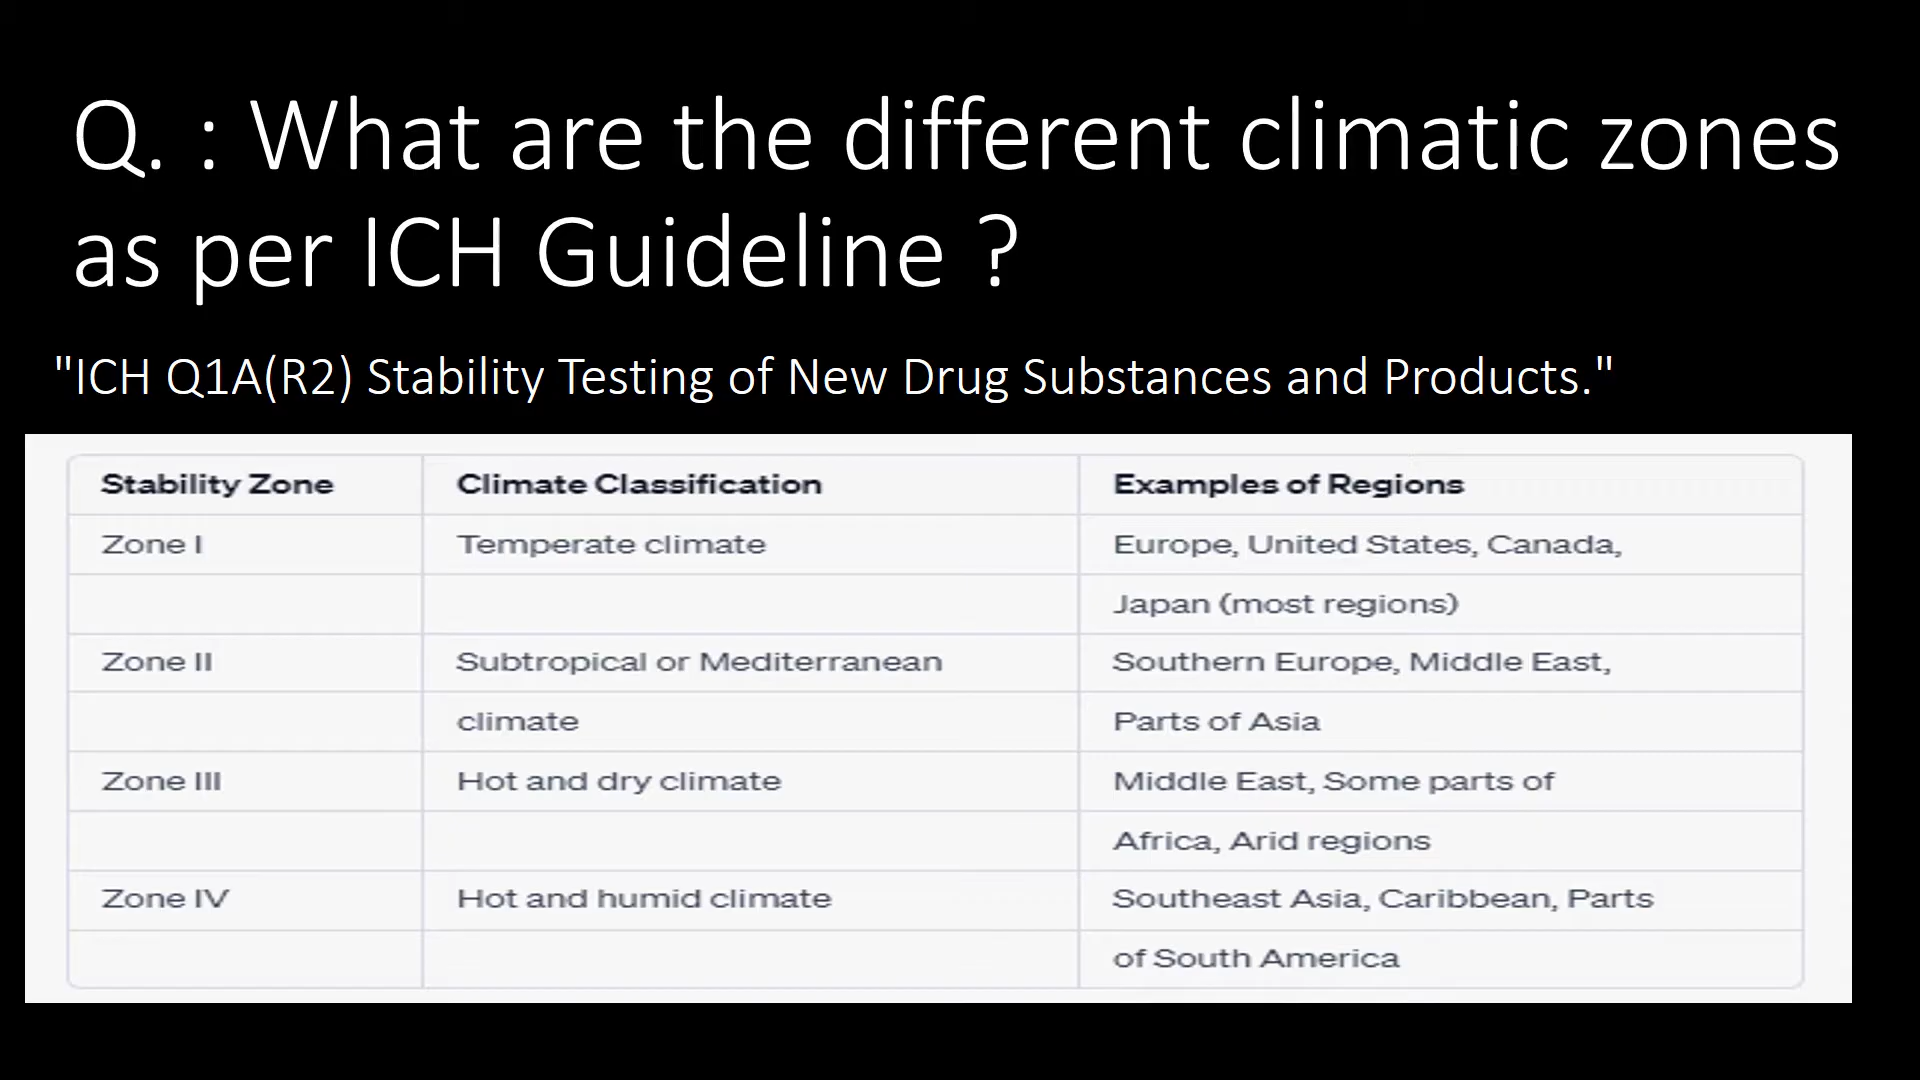 Q. : What are the different climatic zones
as per ICH Guideline ?
"ICH Q1A(R2) Stability Testing of New Drug Substances and Products."
Stability Zone Climate Classification Examples of Regions
Zone I Temperate climate Europe, United States, Canada,
Japan (most regions)
Zone II Subtropical or Mediterranean Southern Europe, Middle East,
climate Parts of Asia
Zone III Hot and dry climate Middle East, Some parts of
Africa, Arid regions
Zone IV Hot and humid climate Southeast Asia, Caribbean, Parts
of South America